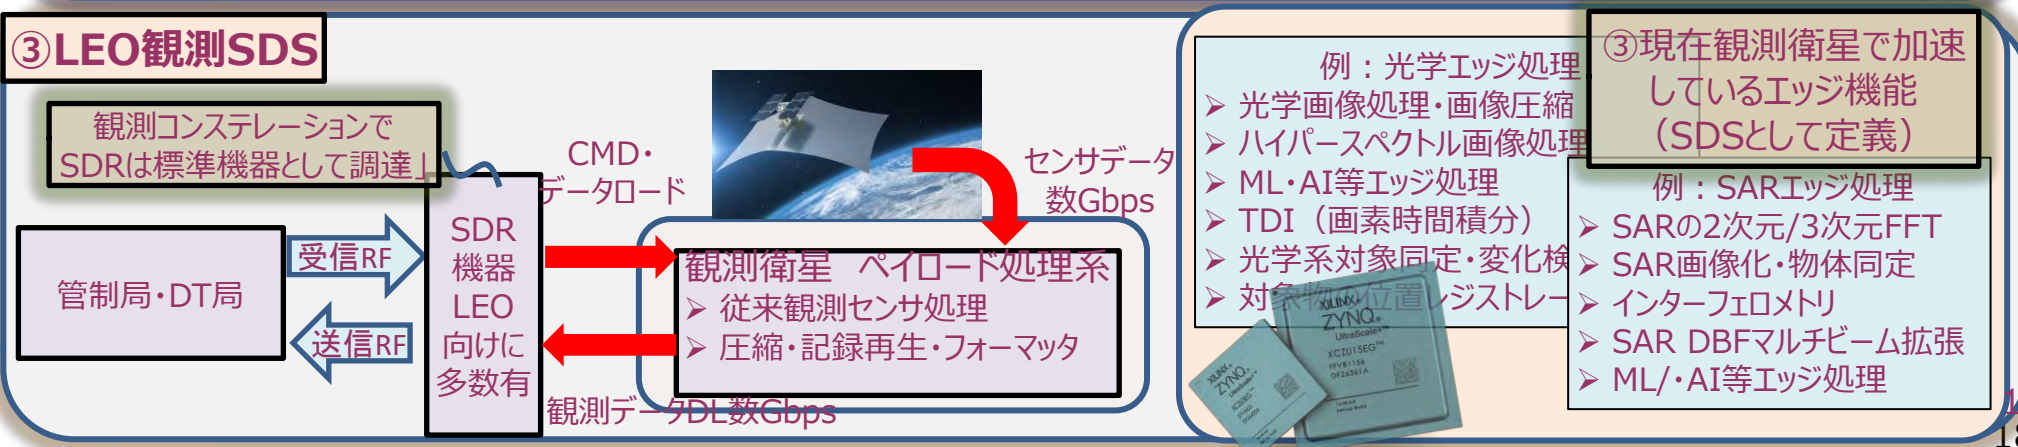 ③LEO観測SDS
観測コンステレーションで
SDRは標準機器として調達」
管制局・DT局
受信RF
送信RF
SDR
機器
LEO
向けに
多数有
CMD・
データロード
センサデータ
数Gbps
観測衛星 ペイロード処理系
➢ 従来観測センサ処理
➢ 圧縮・記録再生・フォーマッタ
観測データDL数Gbps
例:光学エッジ処理
➢ 光学画像処理・画像圧縮
➢ ハイパースペクトル画像処理
➢ ML・AI等エッジ処理
➢ TDI(画素時間積分)
➢ 光学系対象同定・変化検
➢ 対象物の位置レジストレー
③現在観測衛星で加速
しているエッジ機能
(SDSとして定義)
例:SARエッジ処理
➢ SARの2次元/3次元FFT
➢ SAR画像化・物体同定
➢ インターフェロメトリ
➢ SAR DBFマルチビーム拡張
➢ ML/・AI等エッジ処理
XILINX
ZYNQ
UltraScale+
XCZU15EG
XILINX
ZYNQ